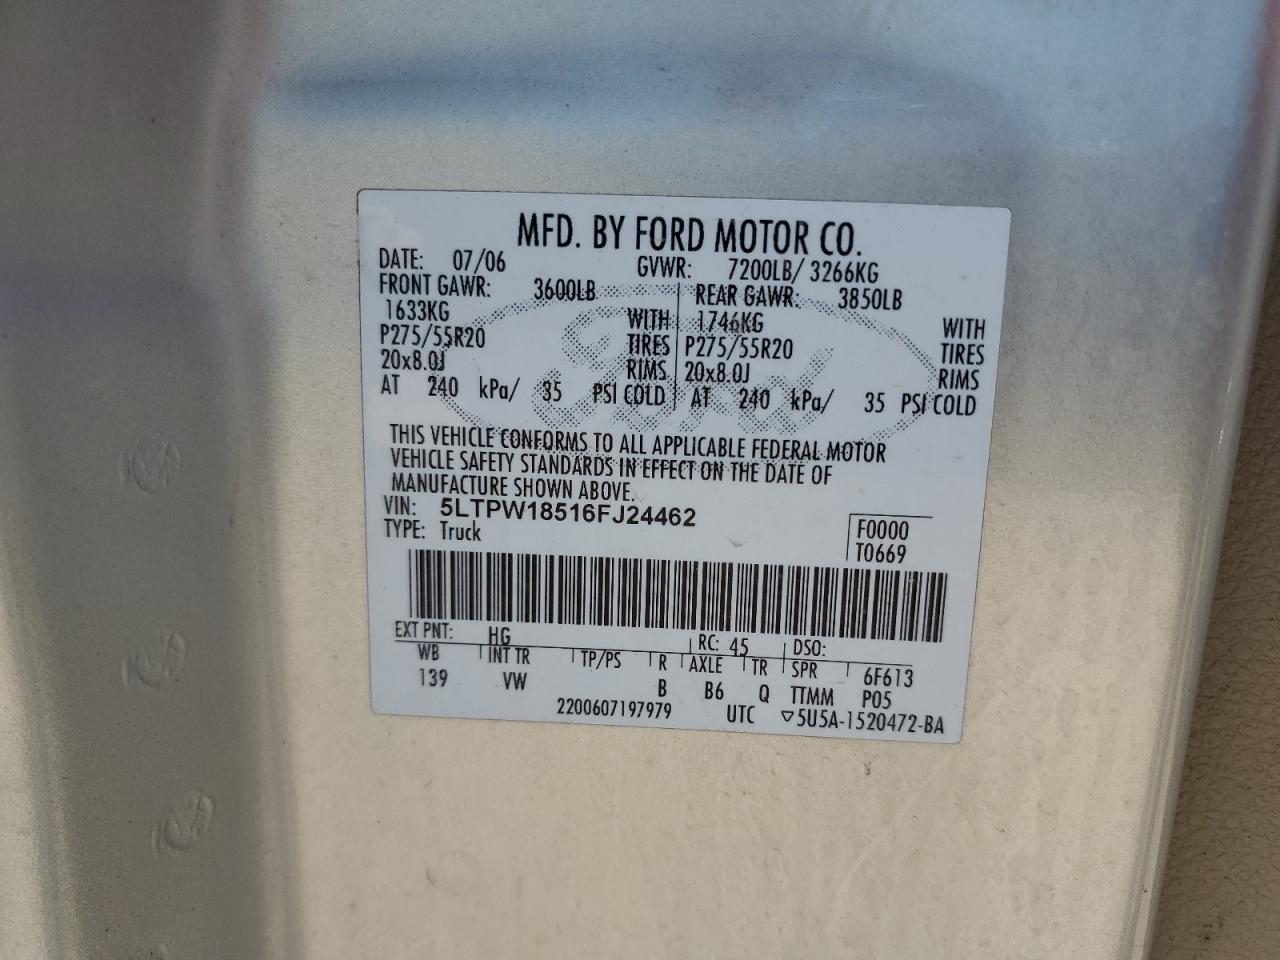 MFD. BY FORD MOTOR CO.
DATE: 07/06 GVWR: 7200LB/ 3266KG
FRONT GAWR: 3600LB REAR GAWR: 3850LB
1633KG WITH 1746KG WITH
P275/55R20 TIRES P275/55R20 TIRES
20x8.0J RIMS 20x8.0J RIMS
AT 240 kPa/ 35 PSI COLD AT 240 kPa/ 35 PSI COLD
THIS VEHICLE CONFORMS TO ALL APPLICABLE FEDERAL MOTOR
VEHICLE SAFETY STANDARDS IN EFFECT ON THE DATE OF
MANUFACTURE SHOWN ABOVE.
VIN: 5LTPW18516FJ24462 F0000
TYPE: Truck T0669
EXT PNT: HG RC: 45 DSO:
WB INT TR TP/PS R AXLE TR SPR 6F613
139 VW B B6 Q TTMM P05
2200607197979 UTC ▽5U5A-1520472-BA
Ford